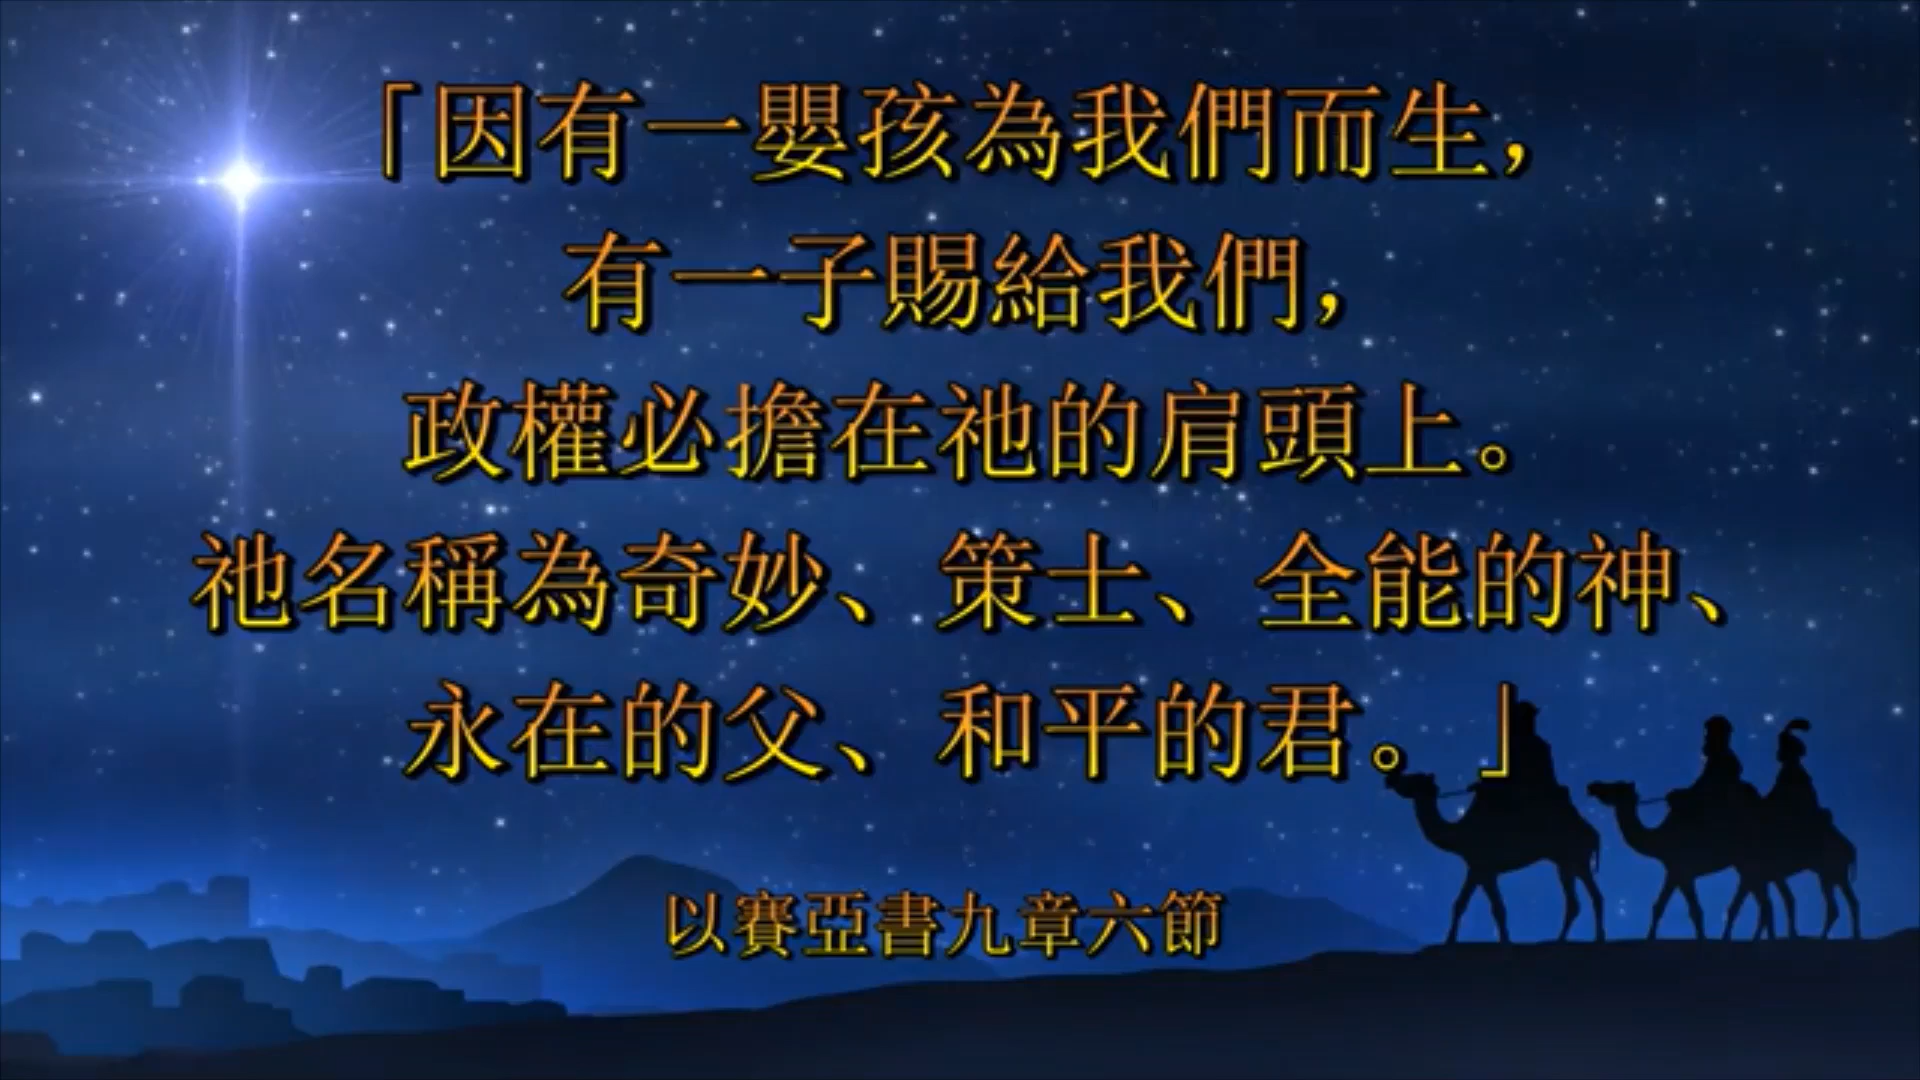 「因有一嬰孩為我們而生，
有一子賜給我們，
政權必擔在祂的肩頭上。
祂名稱為奇妙、策士、全能的神、
永在的父、和平的君。」
以賽亞書九章六節